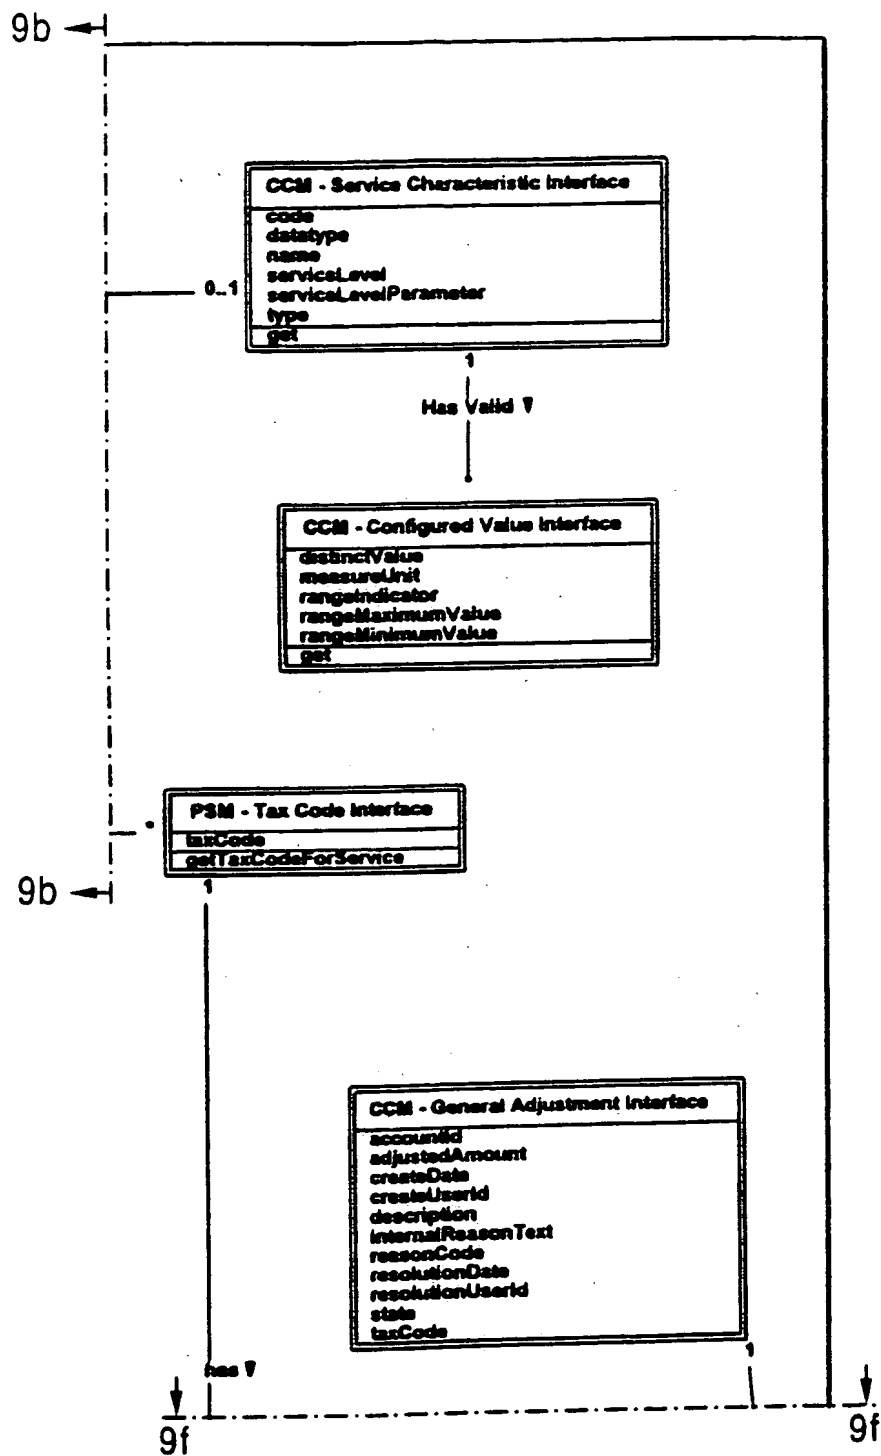 9b
CCM - Service Characteristic Interface
code
datatype
name
serviceLevel
0..1
serviceLevelParameter
type
get
1
Has Valid ▼
*
CCM - Configured Value Interface
distinctValue
measureUnit
rangeIndicator
rangeMaximumValue
rangeMinimumValue
get
PSM - Tax Code Interface
*
taxCode
getTaxCodeForService
9b
1
CCM - General Adjustment Interface
accountId
adjustedAmount
createDate
createUserId
description
internalReasonText
reasonCode
resolutionDate
resolutionUserId
state
taxCode
1
has ▼
9f
9f